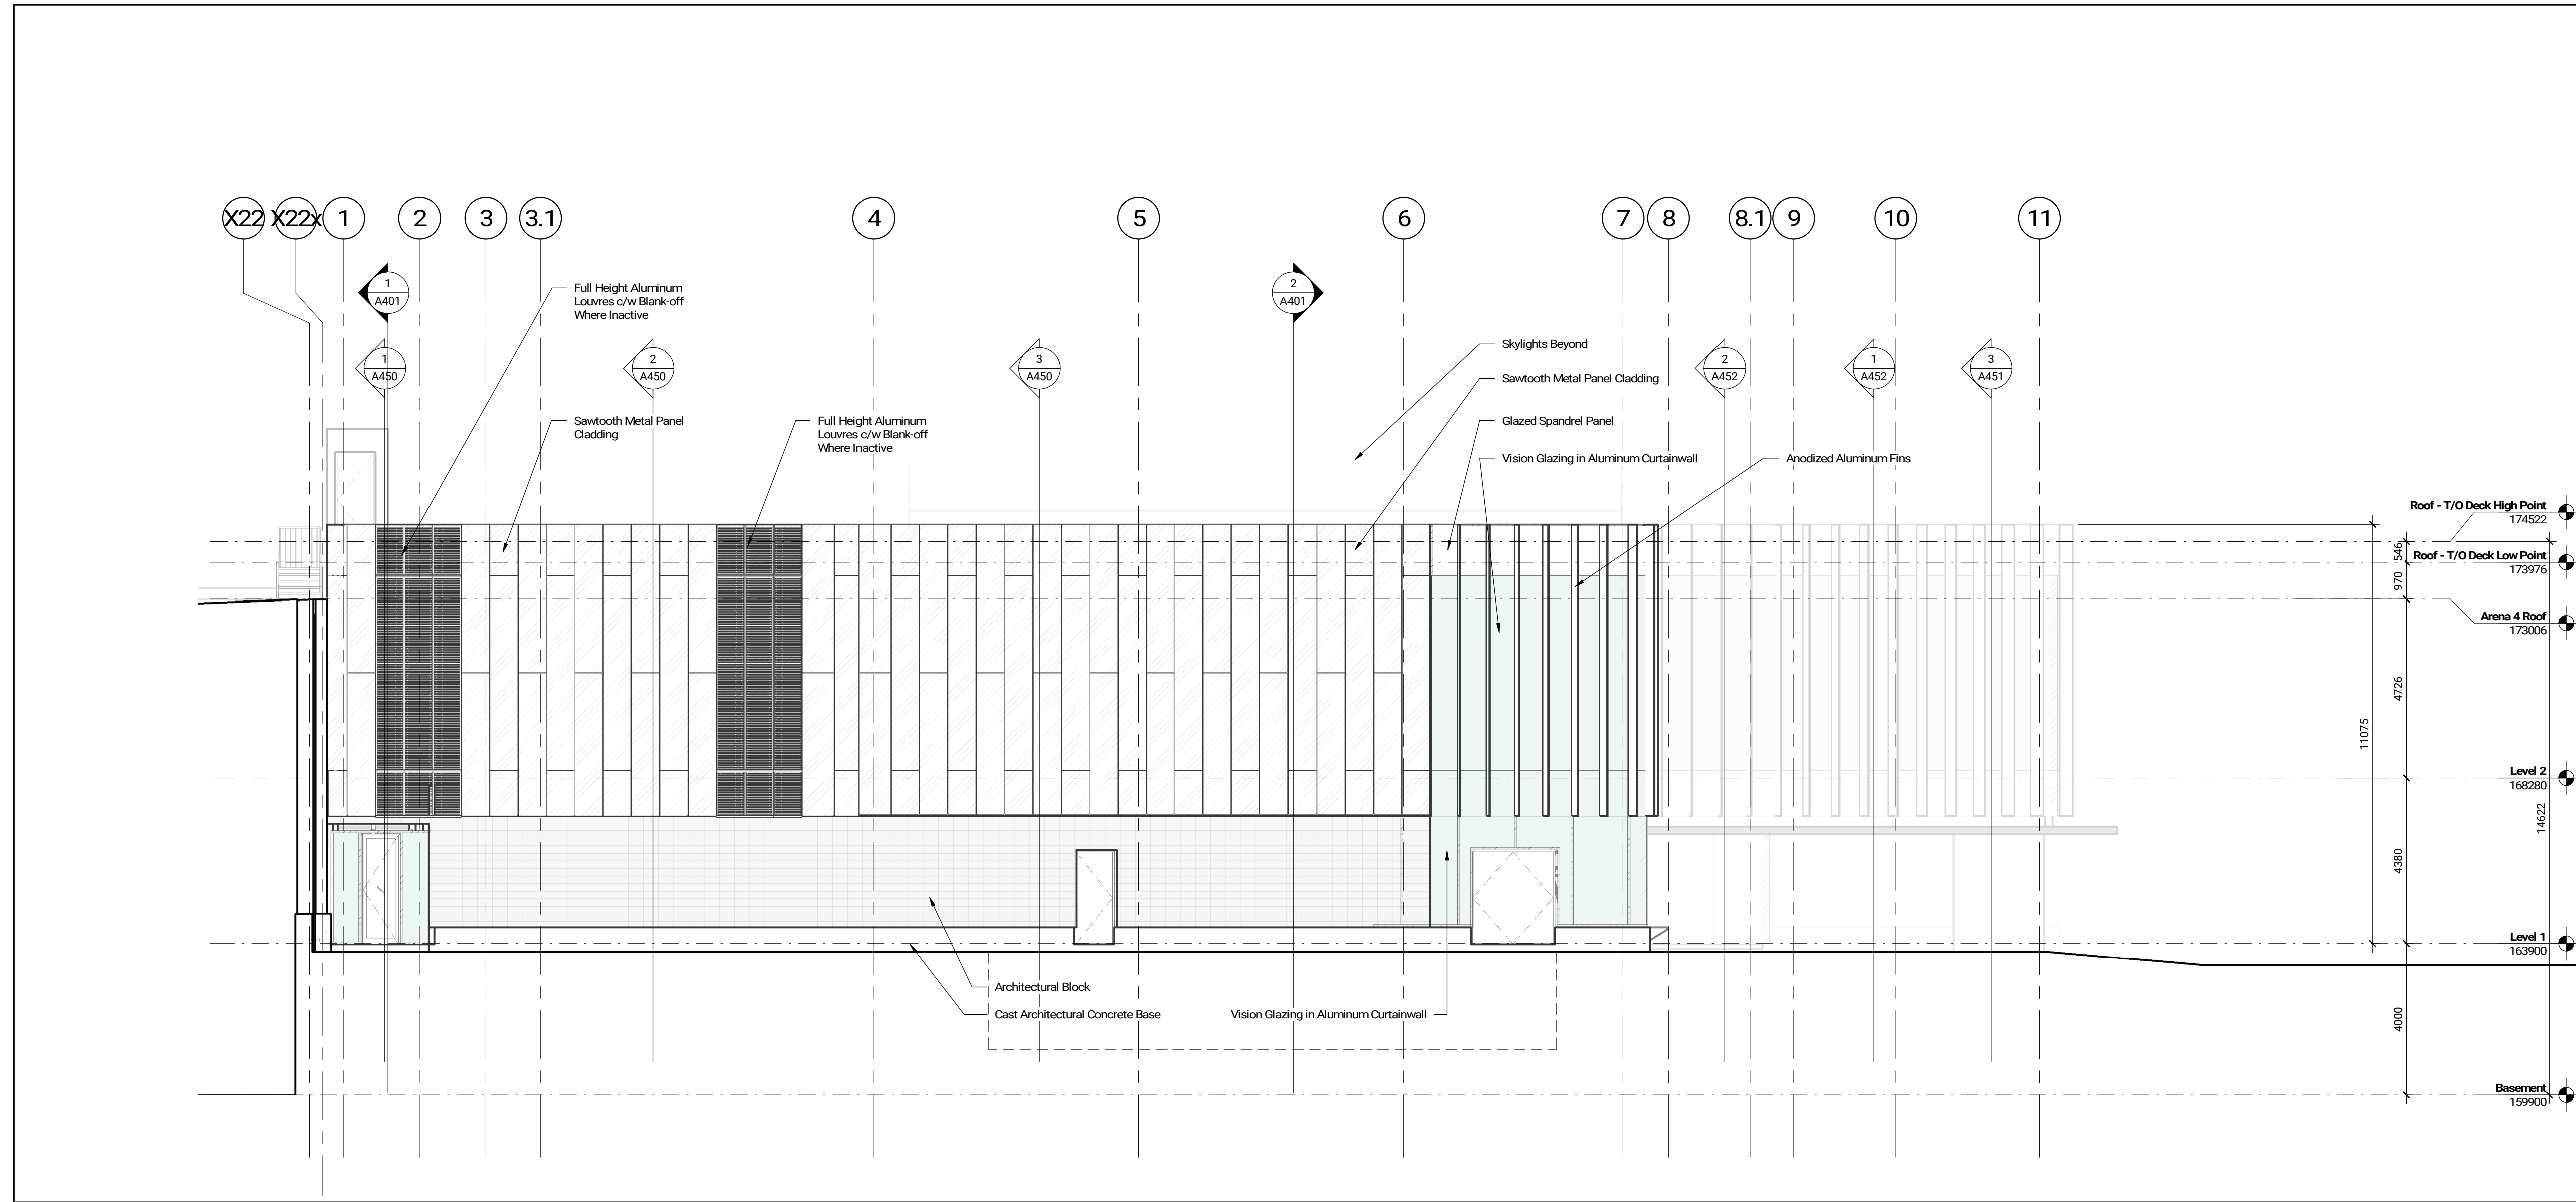 X22
X22x
1
2
3
3.1
4
5
6
7
8
8.1
9
10
11
1
A401
2
A401
Full Height Aluminum
Louvres c/w Blank-off
Where Inactive
1
A450
2
A450
3
A450
2
A452
1
A452
3
A451
Skylights Beyond
Sawtooth Metal Panel Cladding
Sawtooth Metal Panel
Cladding
Full Height Aluminum
Louvres c/w Blank-off
Where Inactive
Glazed Spandrel Panel
Vision Glazing in Aluminum Curtainwall
Anodized Aluminum Fins
Roof - T/O Deck High Point
174522
546
Roof - T/O Deck Low Point
173976
970
Arena 4 Roof
173006
4726
11075
Level 2
168280
14622
4380
Level 1
163900
Architectural Block
Cast Architectural Concrete Base
Vision Glazing in Aluminum Curtainwall
4000
Basement
159900